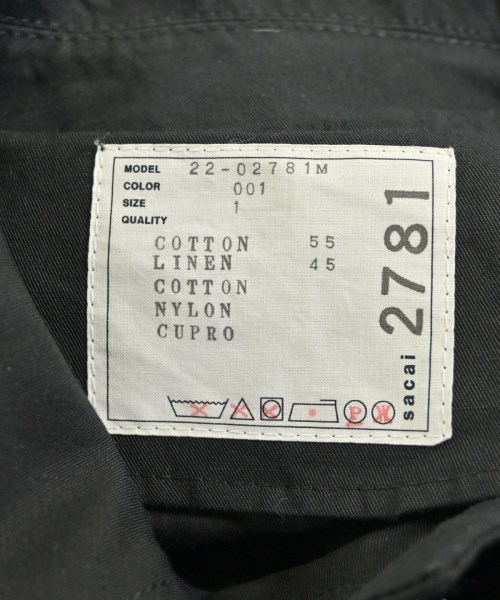 MODEL 22-02781M
COLOR 001
SIZE 1
QUALITY
COTTON 55
LINEN 45
COTTON
NYLON
CUPRO
P W
sacai 2781